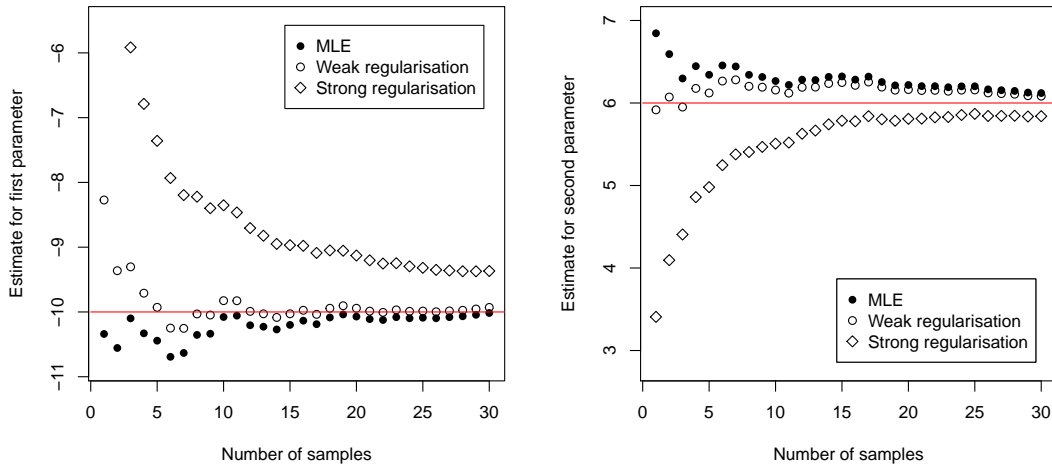 Estimate for first parameter
−6
−7
−8
−9
−10
−11
0
5
10
15
20
25
30
Number of samples
MLE
Weak regularisation
Strong regularisation
Estimate for second parameter
7
6
5
4
3
0
5
10
15
20
25
30
Number of samples
MLE
Weak regularisation
Strong regularisation